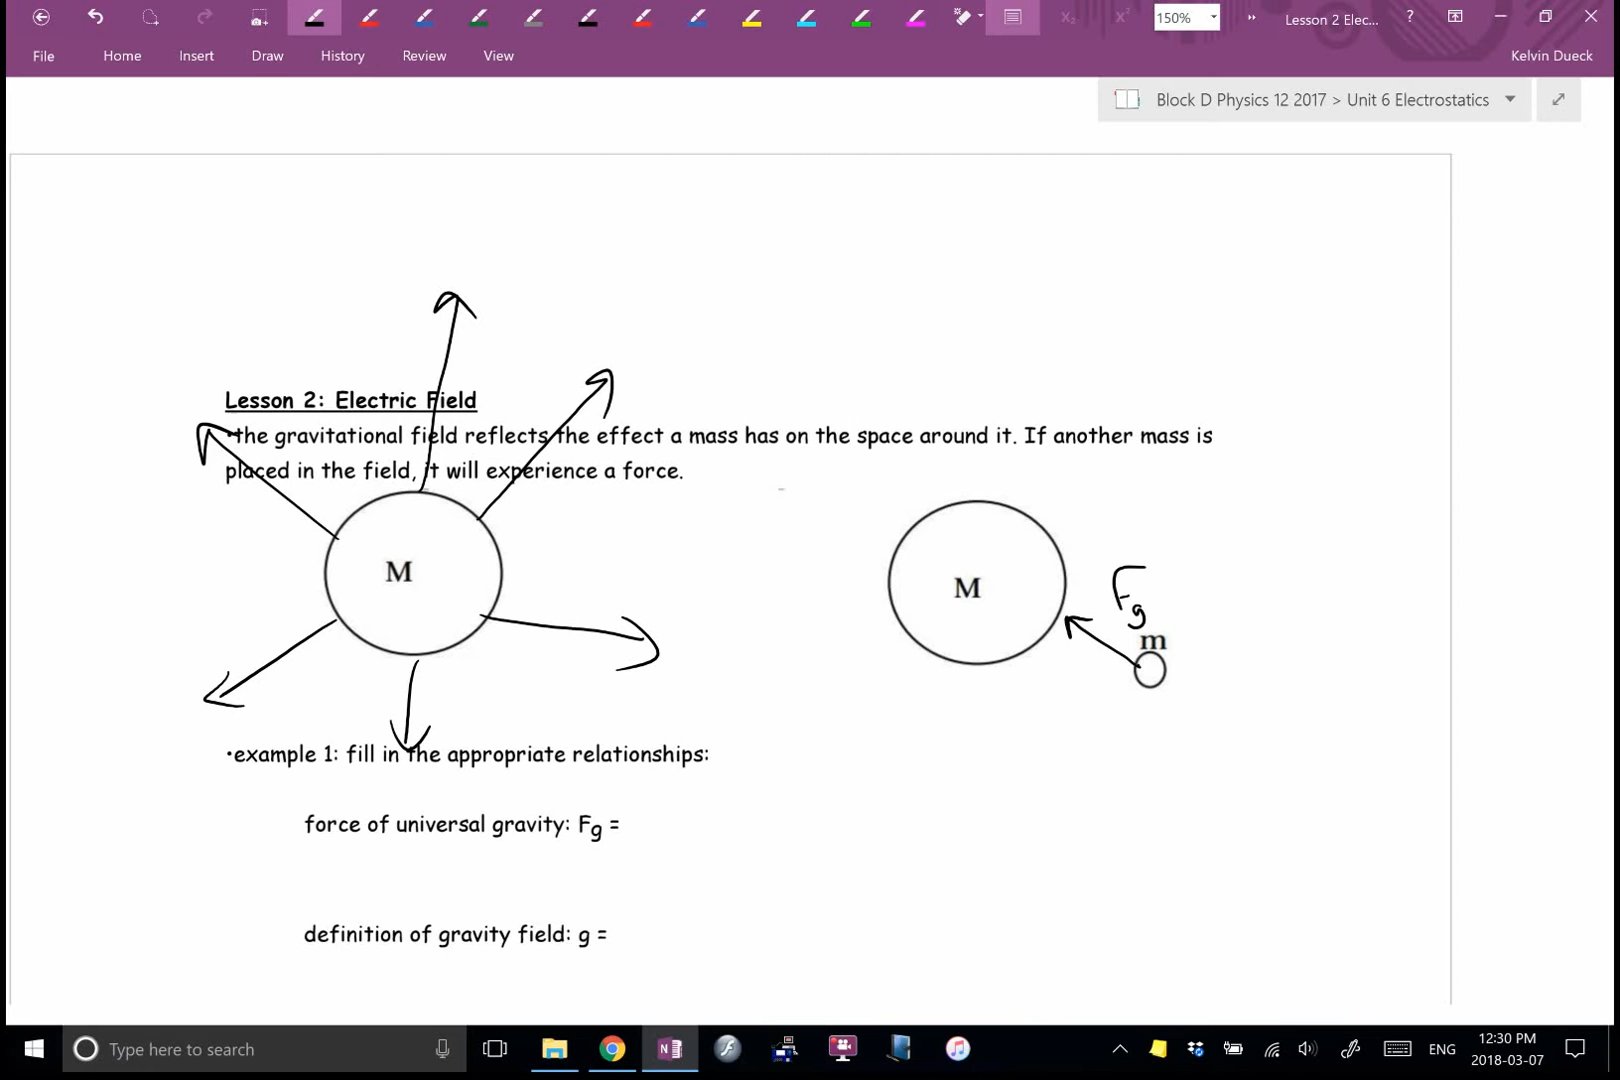 150%
Lesson 2 Elec...
?
File Home Insert Draw History Review View
Kelvin Dueck
Block D Physics 12 2017 > Unit 6 Electrostatics
Lesson 2: Electric Field
•the gravitational field reflects the effect a mass has on the space around it. If another mass is
placed in the field, it will experience a force.
M
M
Fg
m
•example 1: fill in the appropriate relationships:
force of universal gravity: Fg =
definition of gravity field: g =
Type here to search
ENG
12:30 PM
2018-03-07